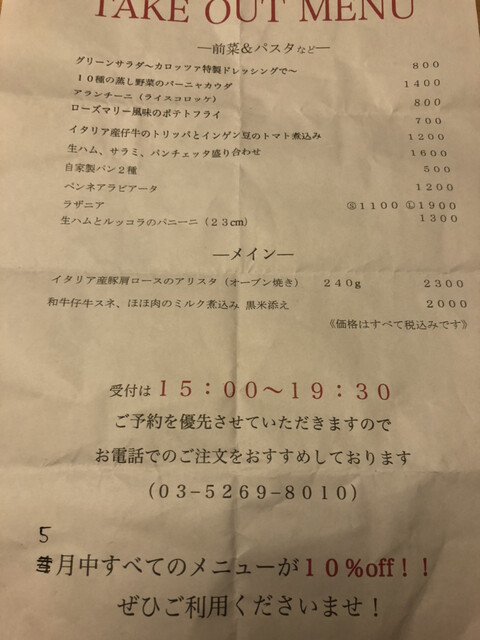 TAKE OUT MENU
―前菜&パスタなど―
グリーンサラダ～カロッツァ特製ドレッシングで～ 800
10種の蒸し野菜のバーニャカウダ 1400
アランチーニ（ライスコロッケ） 800
ローズマリー風味のポテトフライ 700
イタリア産仔牛のトリッパとインゲン豆のトマト煮込み 1200
生ハム、サラミ、パンチェッタ盛り合わせ 1600
自家製パン2種 500
ペンネアラビアータ 1200
ラザニア Ⓢ1100 Ⓛ1900
生ハムとルッコラのパニーニ（23cm） 1300
―メイン―
イタリア産豚肩ロースのアリスタ（オーブン焼き） 240g 2300
和牛仔牛スネ、ほほ肉のミルク煮込み 黒米添え 2000
《価格はすべて税込みです》
受付は 15：00～19：30
ご予約を優先させていただきますので
お電話でのご注文をおすすめしております
（03-5269-8010）
5
月中すべてのメニューが10%off！！
ぜひご利用くださいませ！